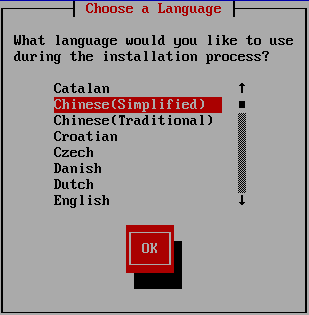 Choose a Language
What language would you like to use
during the installation process?
Catalan
Chinese(Simplified)
Chinese(Traditional)
Croatian
Czech
Danish
Dutch
English
OK